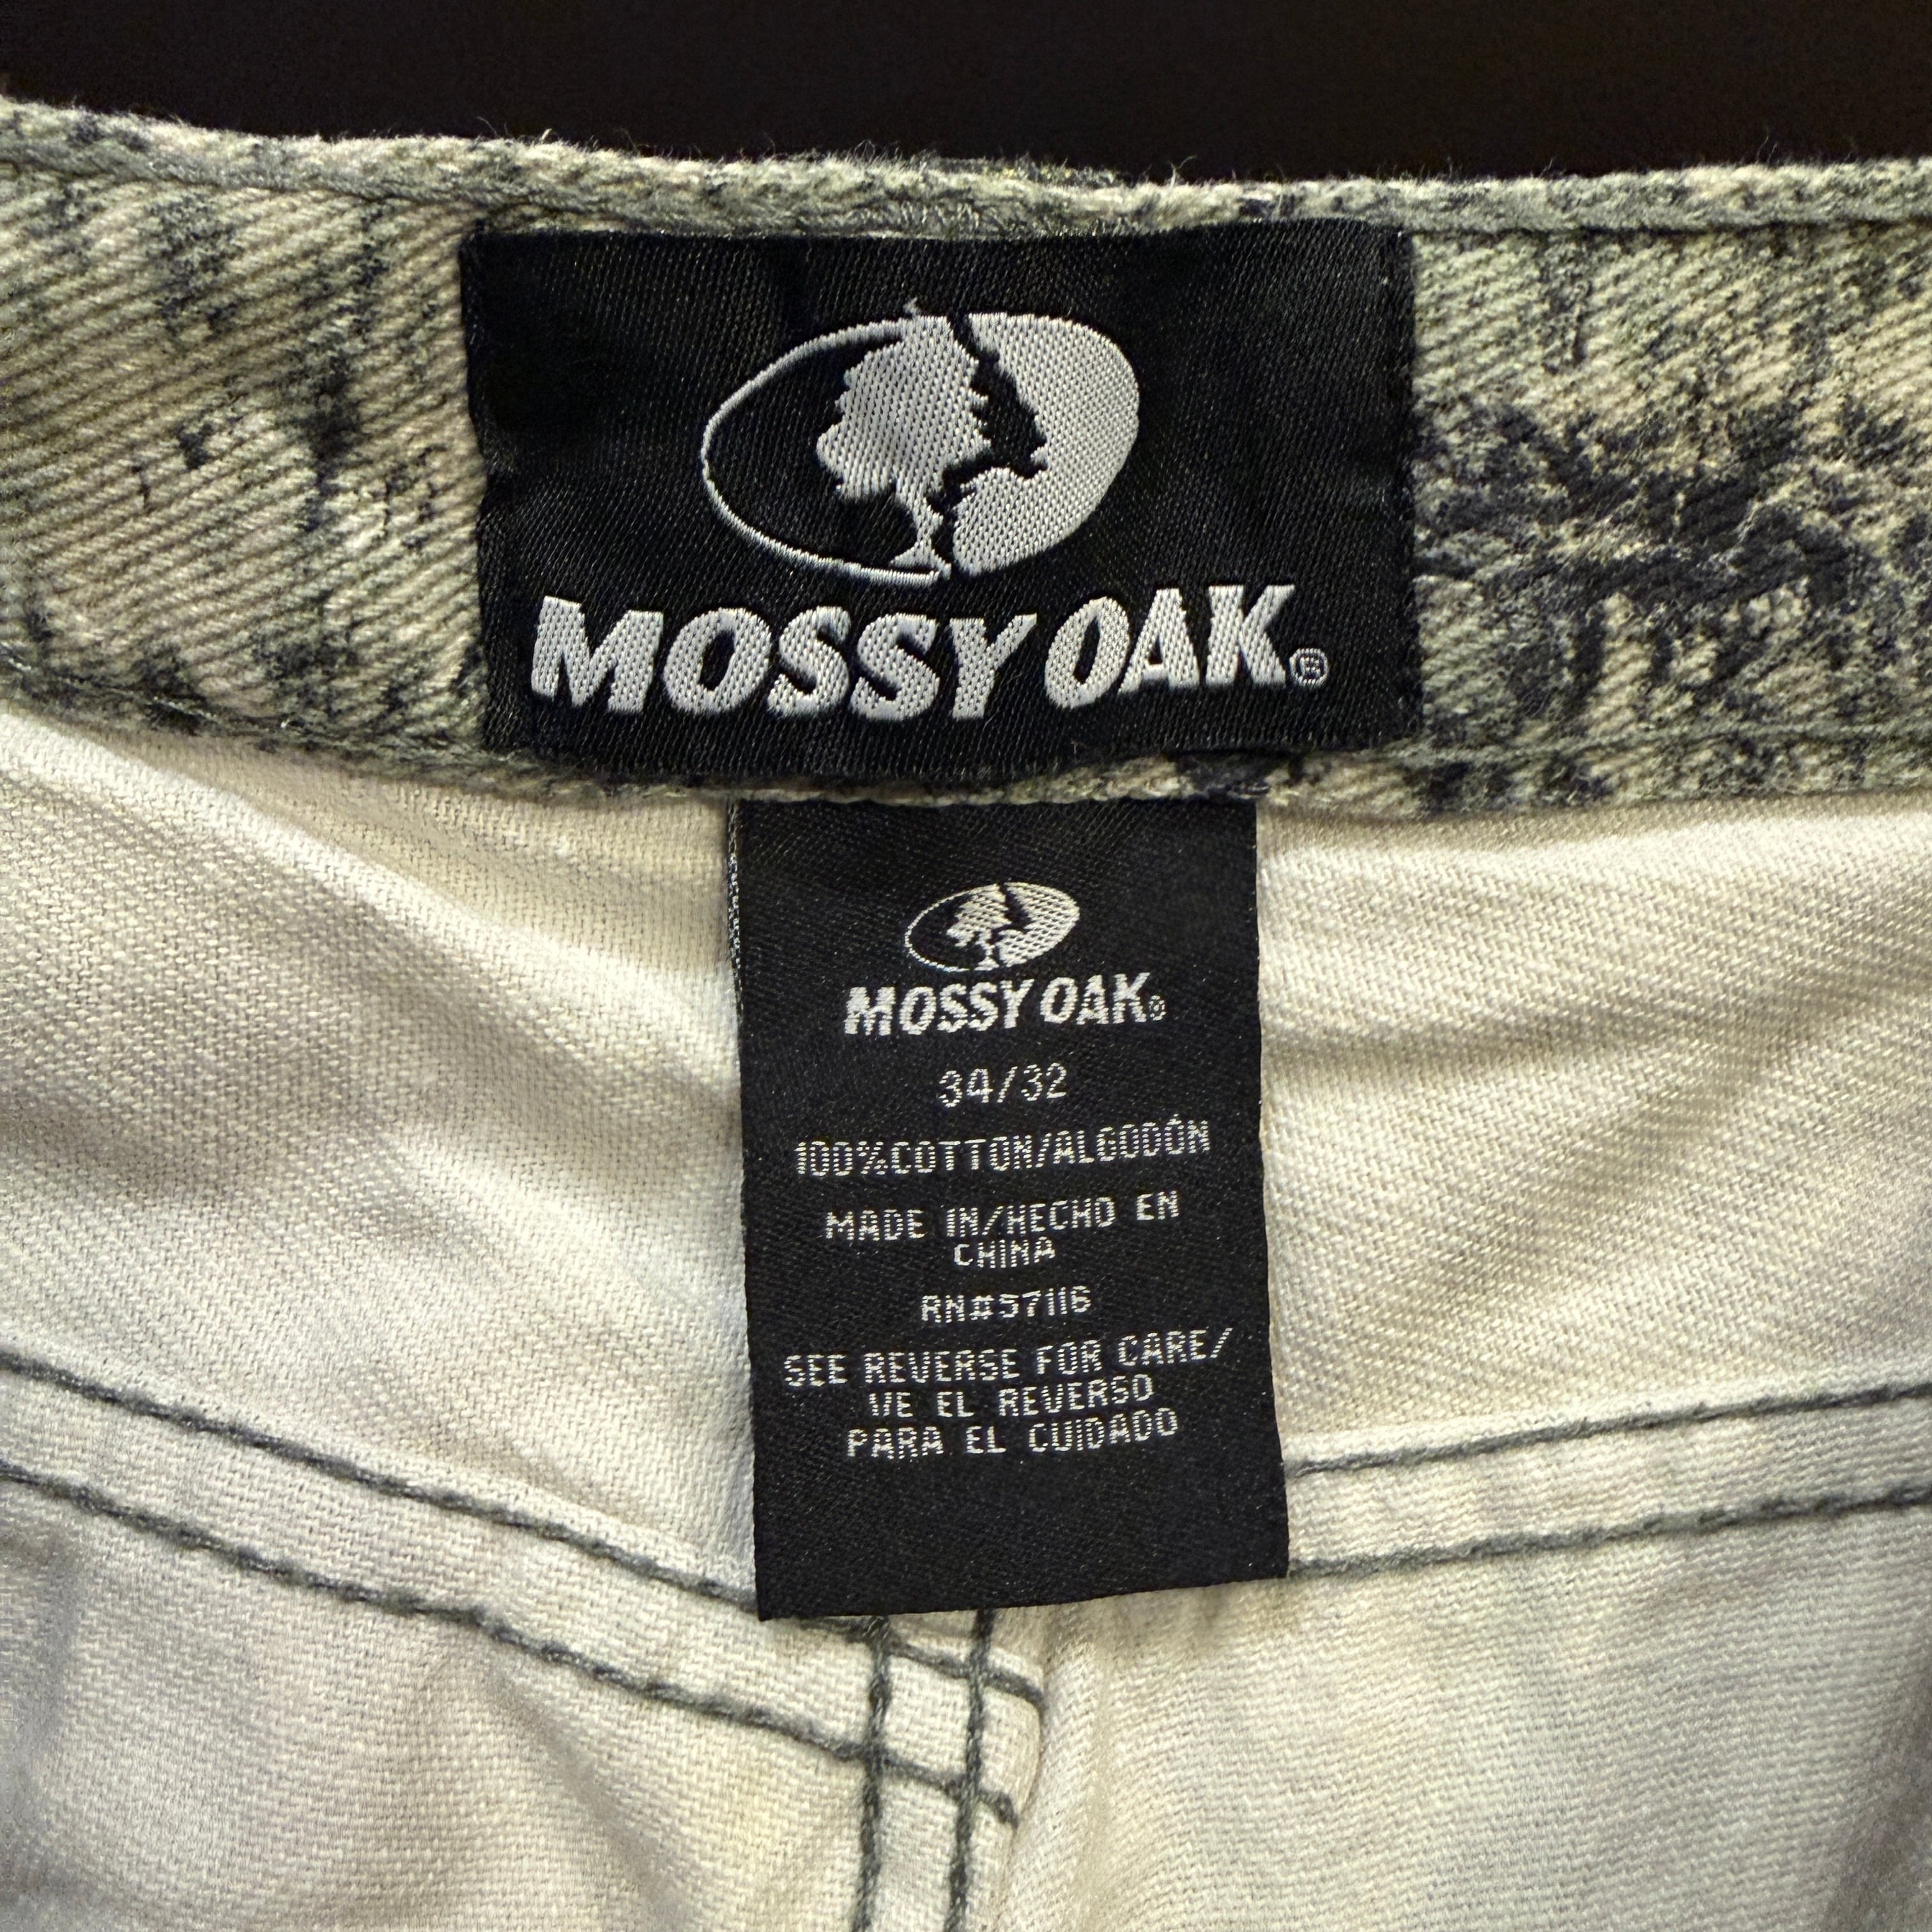 MOSSY OAK®
MOSSY OAK®
34/32
100%COTTON/ALGODÓN
MADE IN/HECHO EN
CHINA
RN#57116
SEE REVERSE FOR CARE/
VE EL REVERSO
PARA EL CUIDADO